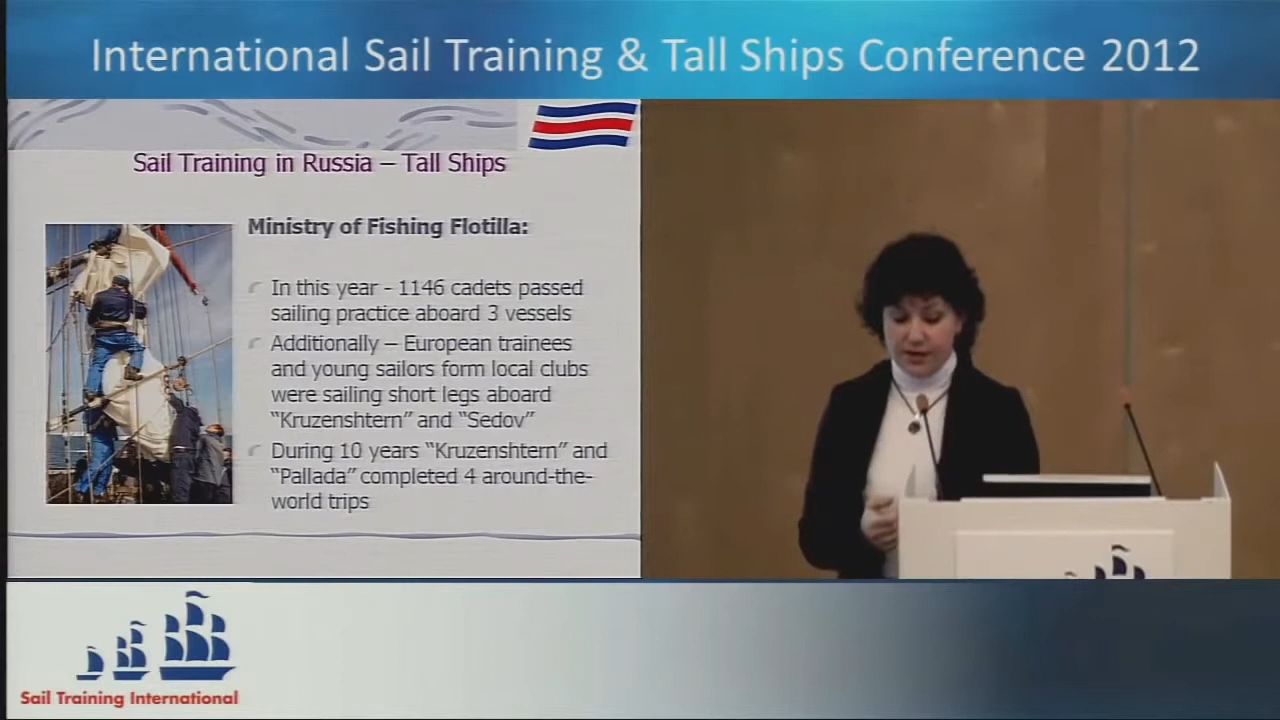 International Sail Training & Tall Ships Conference 2012
Sail Training in Russia – Tall Ships
Ministry of Fishing Flotilla:
In this year - 1146 cadets passed
sailing practice aboard 3 vessels
Additionally – European trainees
and young sailors form local clubs
were sailing short legs aboard
“Kruzenshtern” and “Sedov”
During 10 years “Kruzenshtern” and
“Pallada” completed 4 around-the-
world trips
Sail Training International